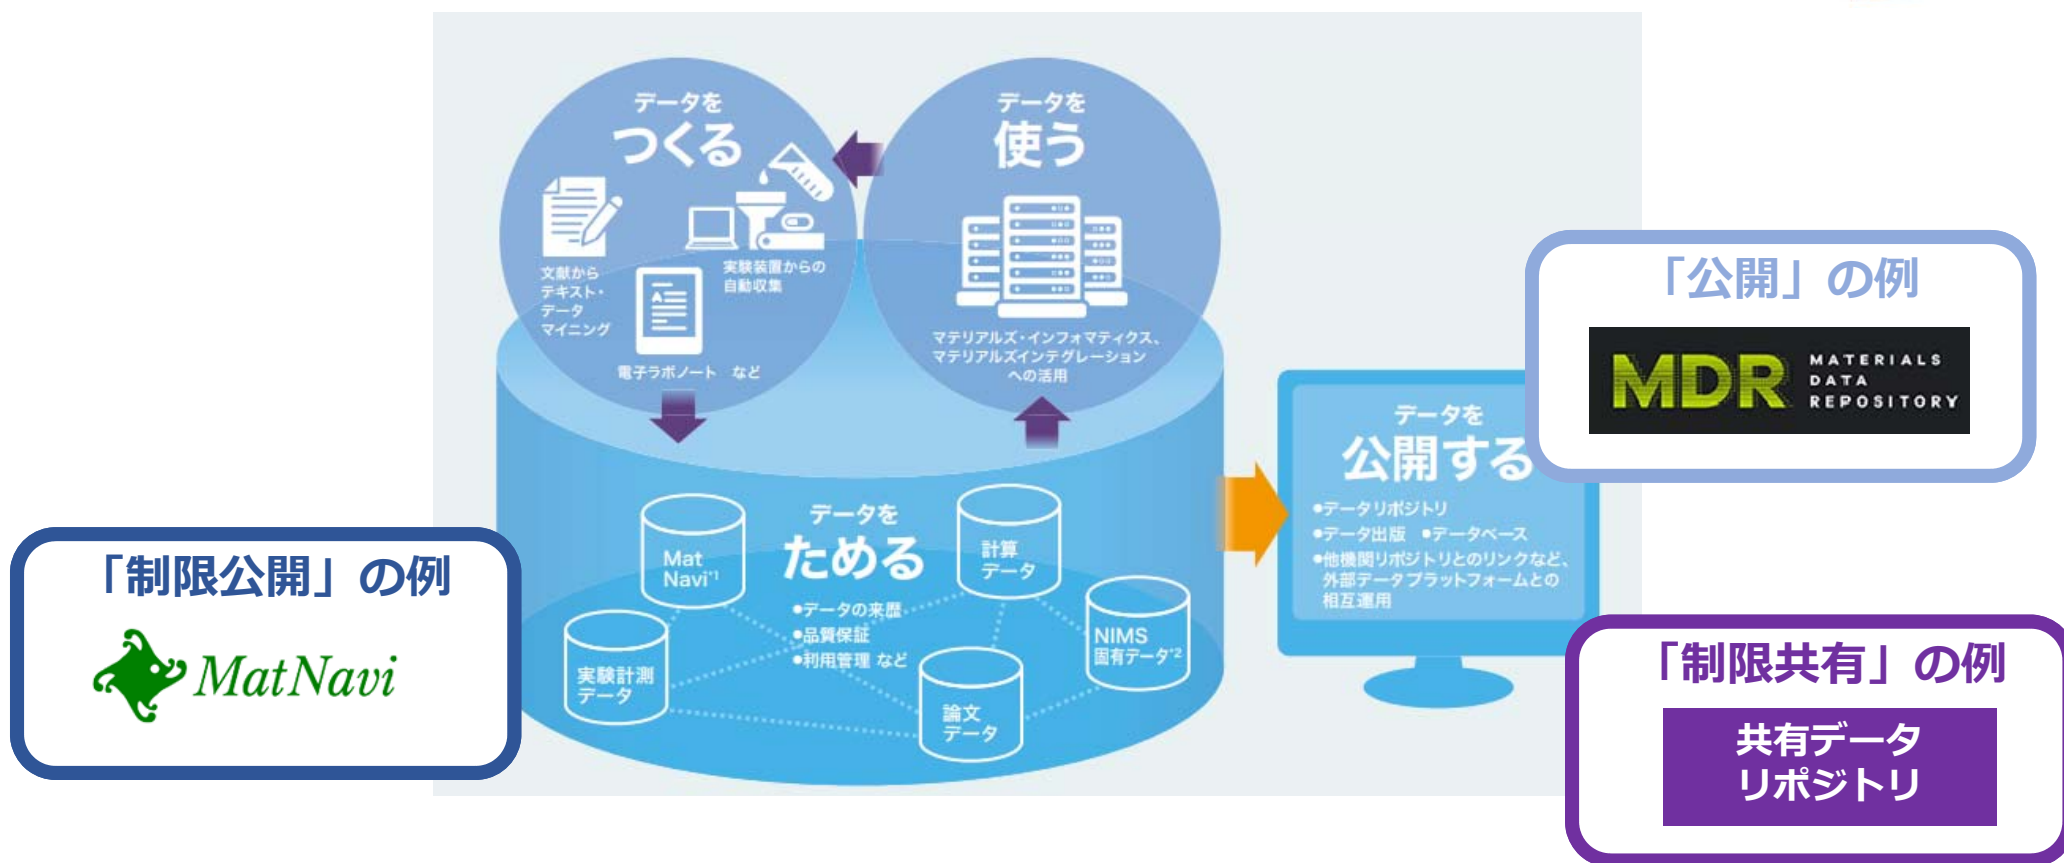 データを
つくる
文献から
テキスト・
データ
マイニング
実験装置からの
自動収集
電子ラボノート など
データを
使う
マテリアルズ・インフォマティクス、
マテリアルズインテグレーション
への活用
データを
ためる
●データの来歴
●品質保証
●利用管理 など
Mat
Navi*1
計算
データ
実験計測
データ
論文
データ
NIMS
固有データ*2
データを
公開する
●データリポジトリ
●データ出版 ●データベース
●他機関リポジトリとのリンクなど、
外部データプラットフォームとの
相互運用
「公開」の例
MDR
MATERIALS
DATA
REPOSITORY
「制限公開」の例
MatNavi
「制限共有」の例
共有データ
リポジトリ